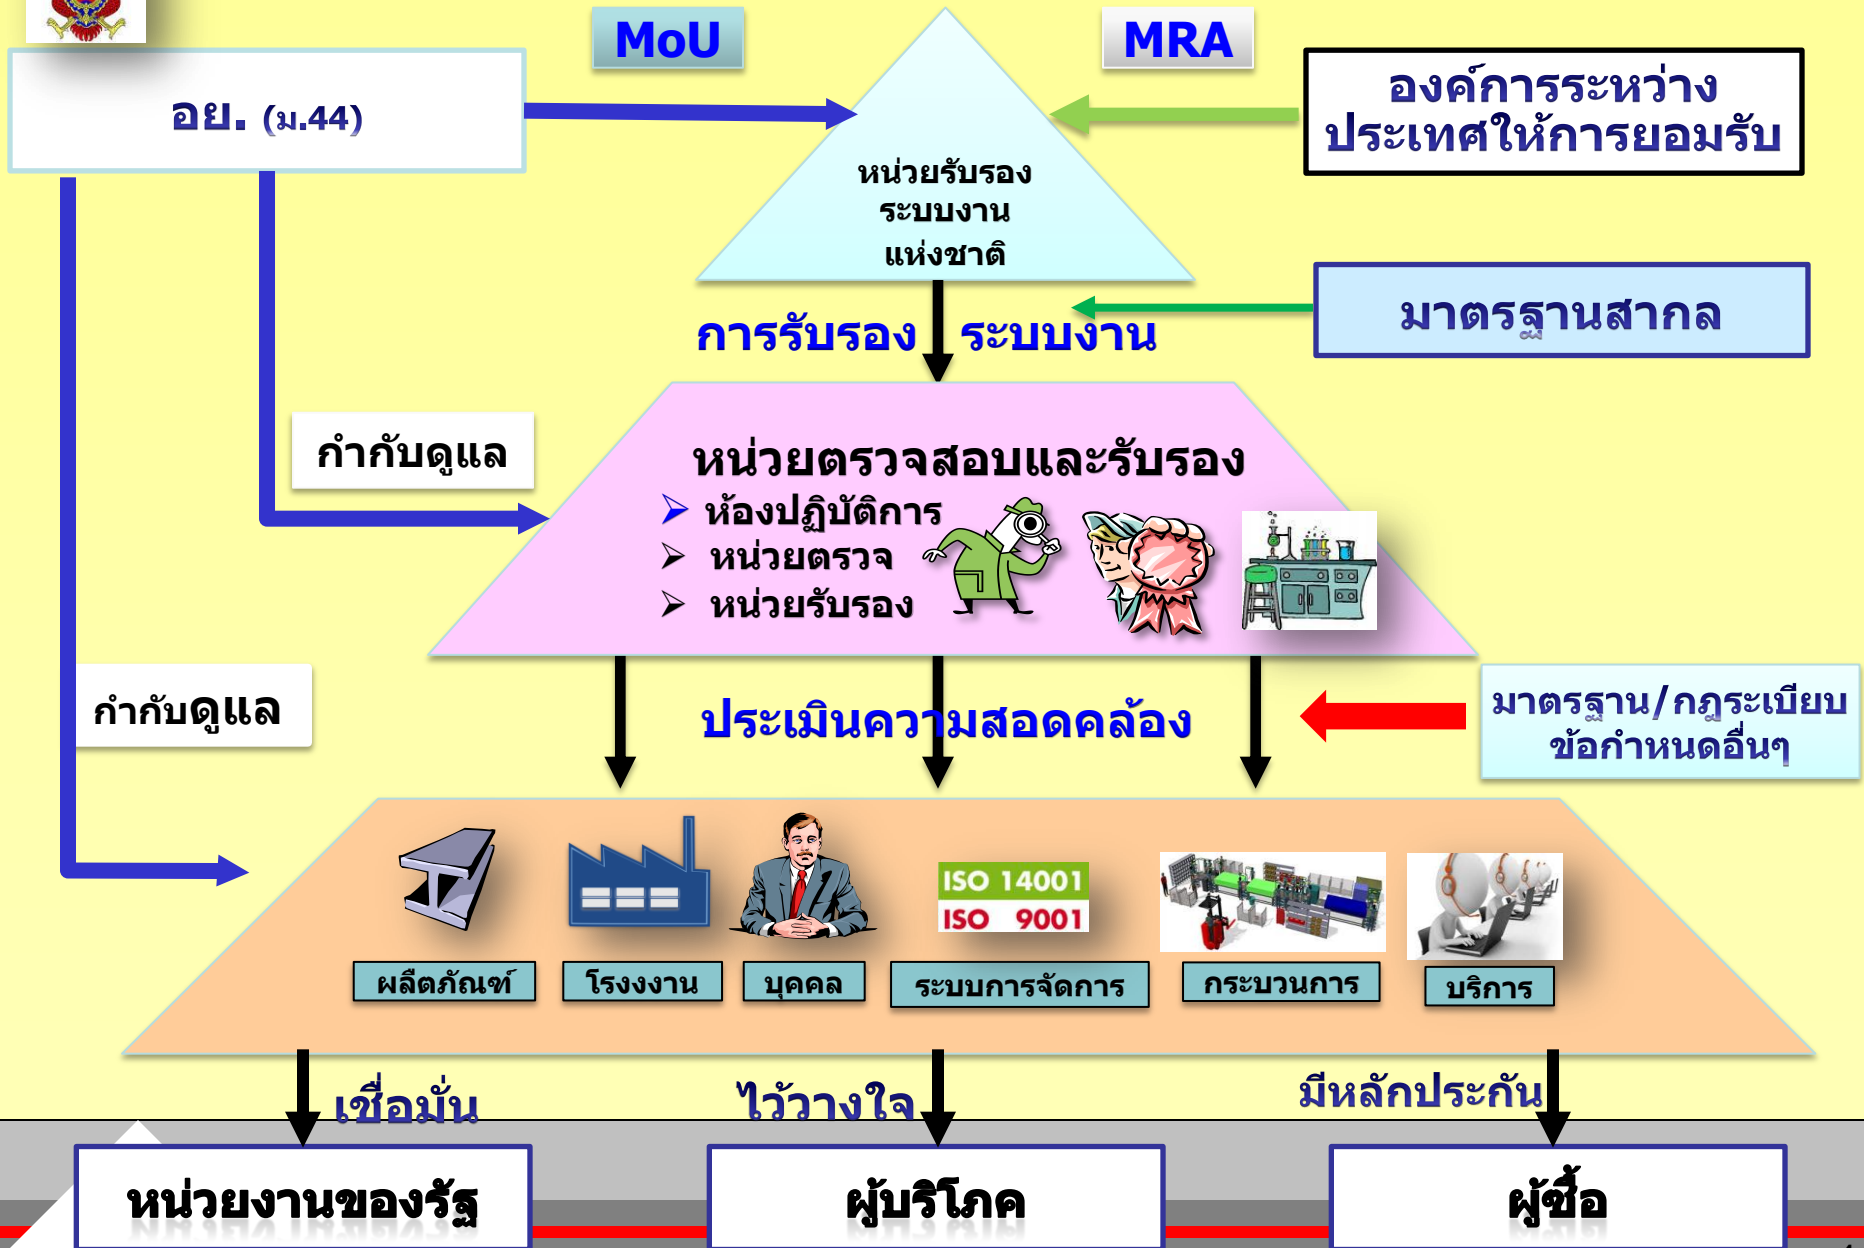 MoU
MRA
อย. (ม.44)
องค์การระหว่าง
ประเทศให้การยอมรับ
หน่วยรับรอง
ระบบงาน
แห่งชาติ
มาตรฐานสากล
การรับรอง ระบบงาน
กำกับดูแล
หน่วยตรวจสอบและรับรอง
ห้องปฏิบัติการ
หน่วยตรวจ
หน่วยรับรอง
กำกับดูแล
ประเมินความสอดคล้อง
มาตรฐาน/กฎระเบียบ
ข้อกำหนดอื่นๆ
ISO 14001
ISO 9001
ผลืตภัณฑ์
โรงงงาน
บุคคล
ระบบการจัดการ
กระบวนการ
บริการ
เชื่อมั่น
ไว้วางใจ
มีหลักประกัน
หน่วยงานของรัฐ
ผู้บริโภค
ผู้ซื้อ